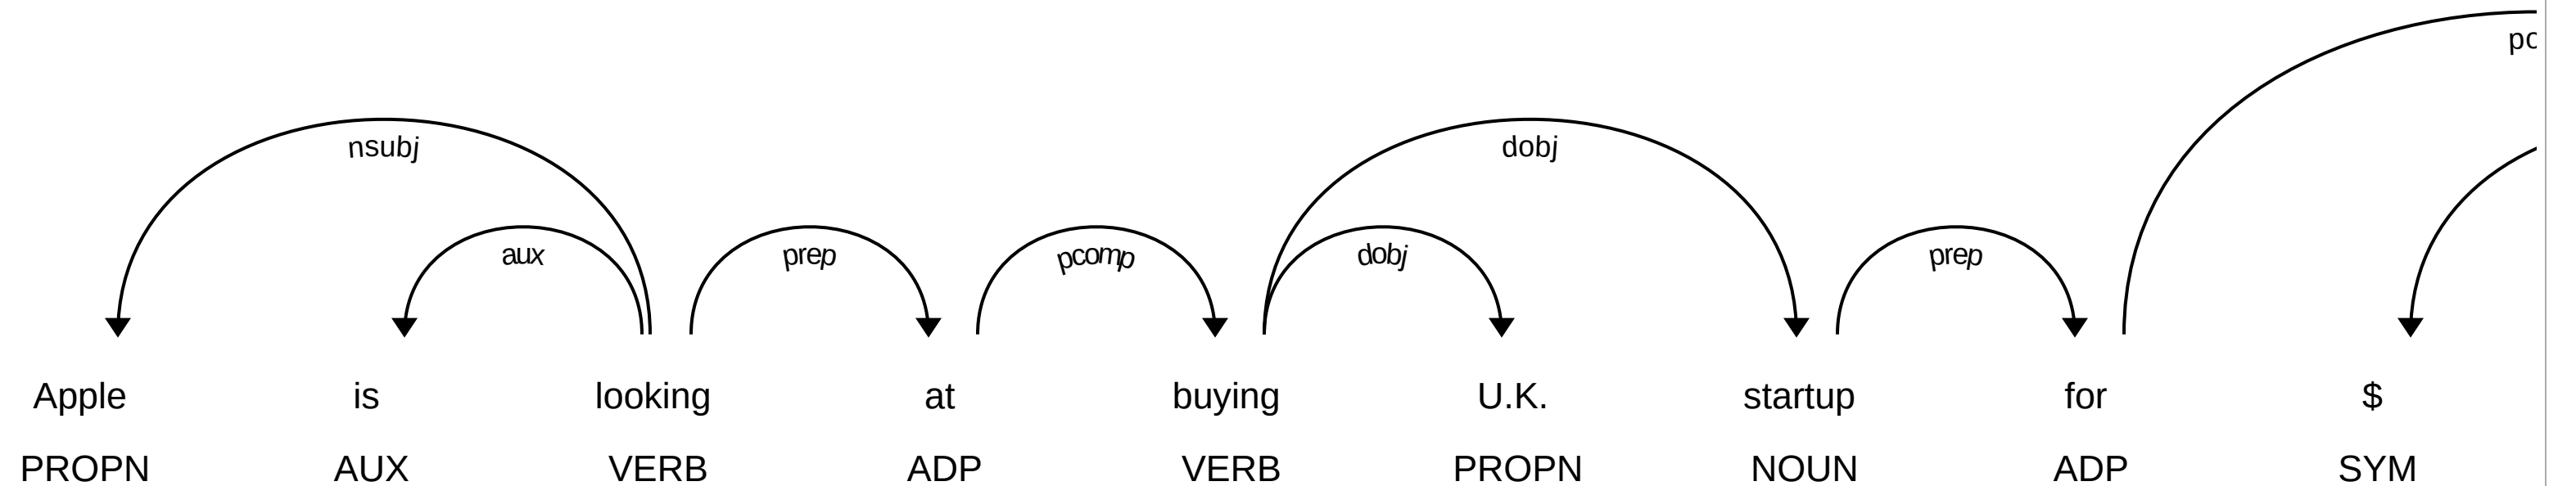 pc
nsubj dobj
aux prep pcomp dobj prep
Apple is looking at buying U.K. startup for $
PROPN AUX VERB ADP VERB PROPN NOUN ADP SYM